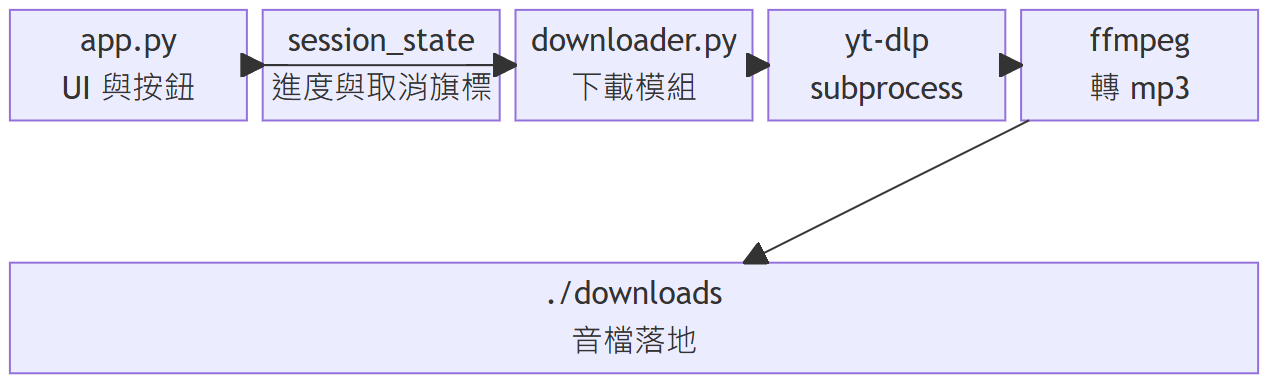 app.py
UI 與按鈕
session_state
進度與取消旗標
downloader.py
下載模組
yt-dlp
subprocess
ffmpeg
轉 mp3
./downloads
音檔落地